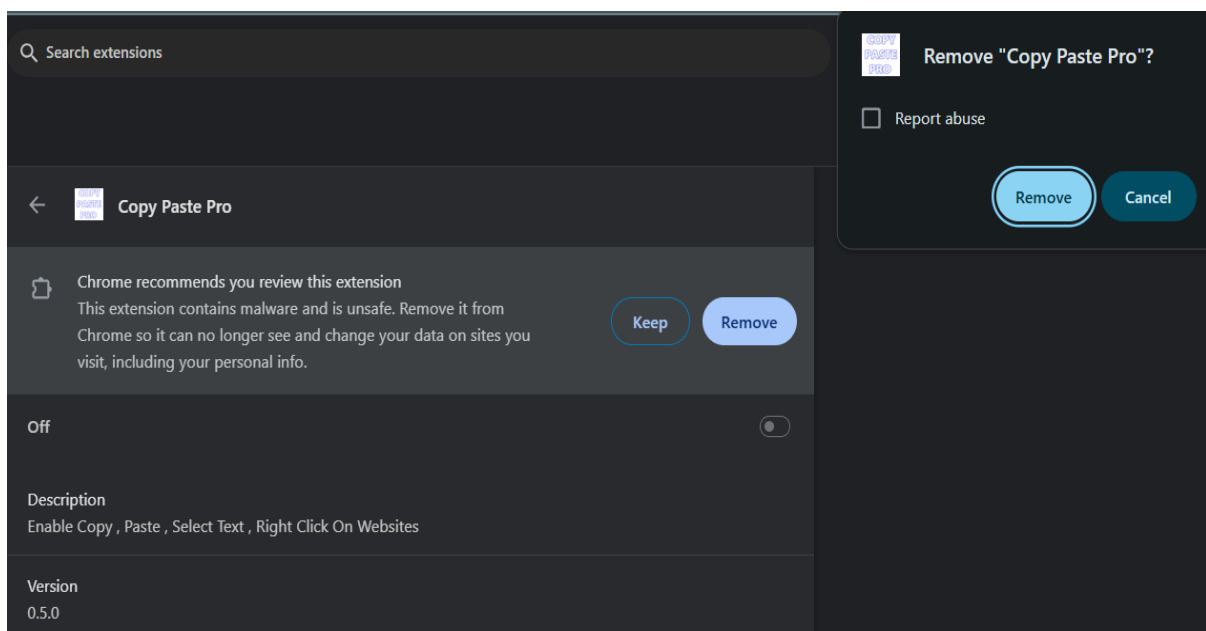 Search extensions
COPY
PASTE
PRO
Remove "Copy Paste Pro"?
Report abuse
Remove
Cancel
COPY
PASTE
PRO
Copy Paste Pro
Chrome recommends you review this extension
This extension contains malware and is unsafe. Remove it from
Chrome so it can no longer see and change your data on sites you
visit, including your personal info.
Keep
Remove
Off
Description
Enable Copy , Paste , Select Text , Right Click On Websites
Version
0.5.0